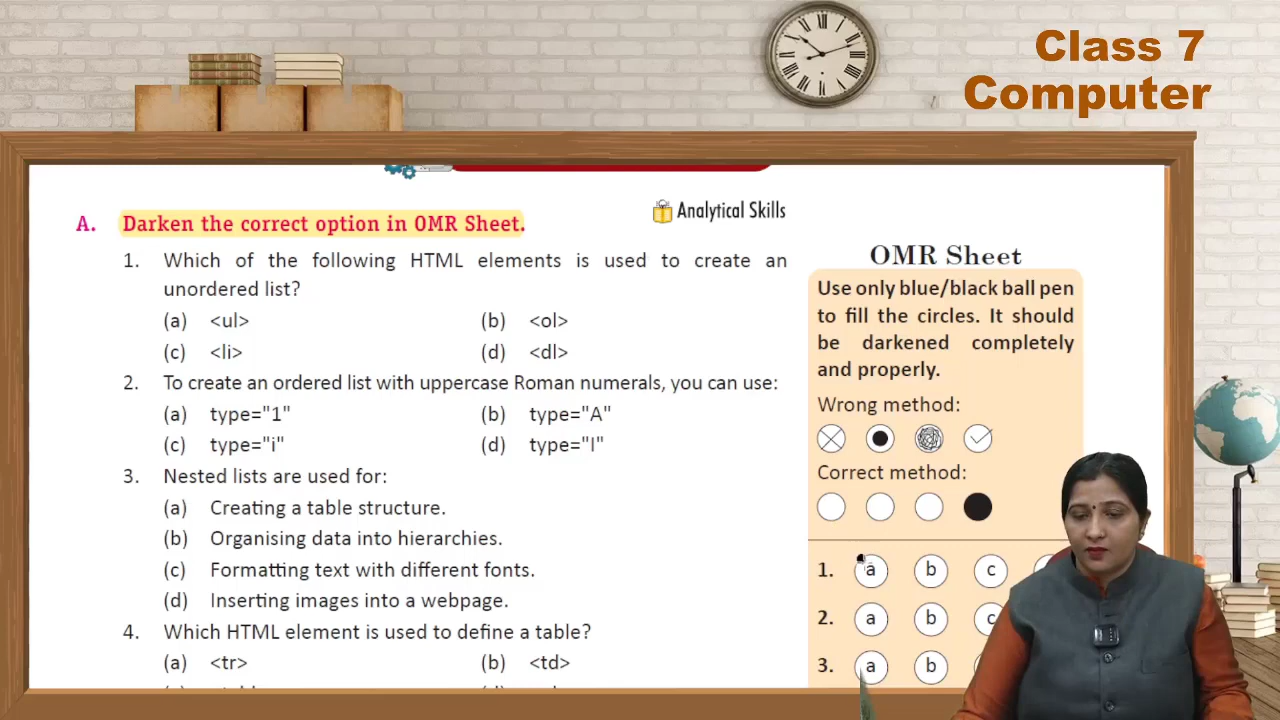 Class 7
Computer
A. Darken the correct option in OMR Sheet.
Analytical Skills
1. Which of the following HTML elements is used to create an
unordered list?
(a) <ul> (b) <ol>
(c) <li> (d) <dl>
2. To create an ordered list with uppercase Roman numerals, you can use:
(a) type="1" (b) type="A"
(c) type="i" (d) type="I"
3. Nested lists are used for:
(a) Creating a table structure.
(b) Organising data into hierarchies.
(c) Formatting text with different fonts.
(d) Inserting images into a webpage.
4. Which HTML element is used to define a table?
(a) <tr> (b) <td>
OMR Sheet
Use only blue/black ball pen
to fill the circles. It should
be darkened completely
and properly.
Wrong method:
Correct method:
1. a b c
2. a b c
3. a b